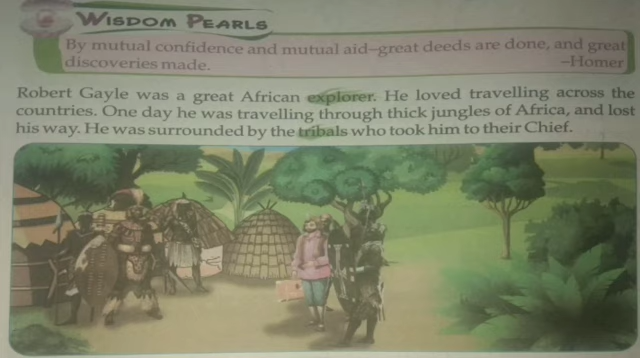 WISDOM PEARLS
By mutual confidence and mutual aid–great deeds are done, and great
discoveries made. –Homer
Robert Gayle was a great African explorer. He loved travelling across the
countries. One day he was travelling through thick jungles of Africa, and lost
his way. He was surrounded by the tribals who took him to their Chief.